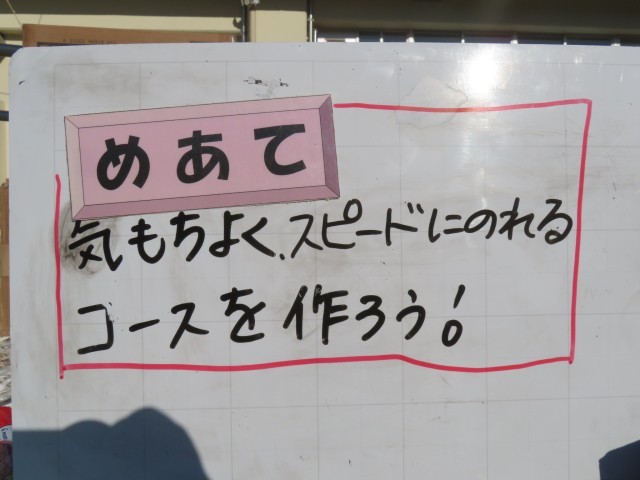 めあて
気もちよく、スピードにのれる
コースを作ろう!